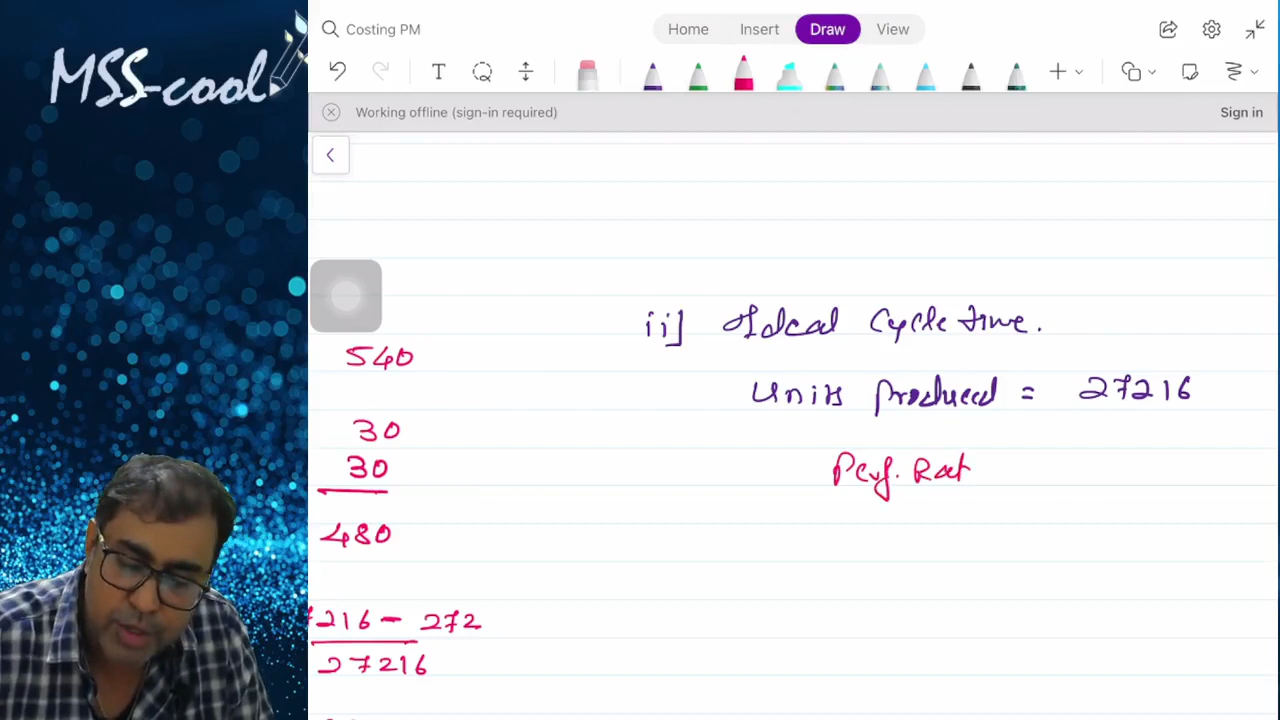 MSS-cool
Costing PM
Home Insert Draw View
Working offline (sign-in required)
Sign in
540
30
30
480
7216 - 272
27216
ii] Ideal Cycle time.
Units Produced = 27216
Perf. Rat